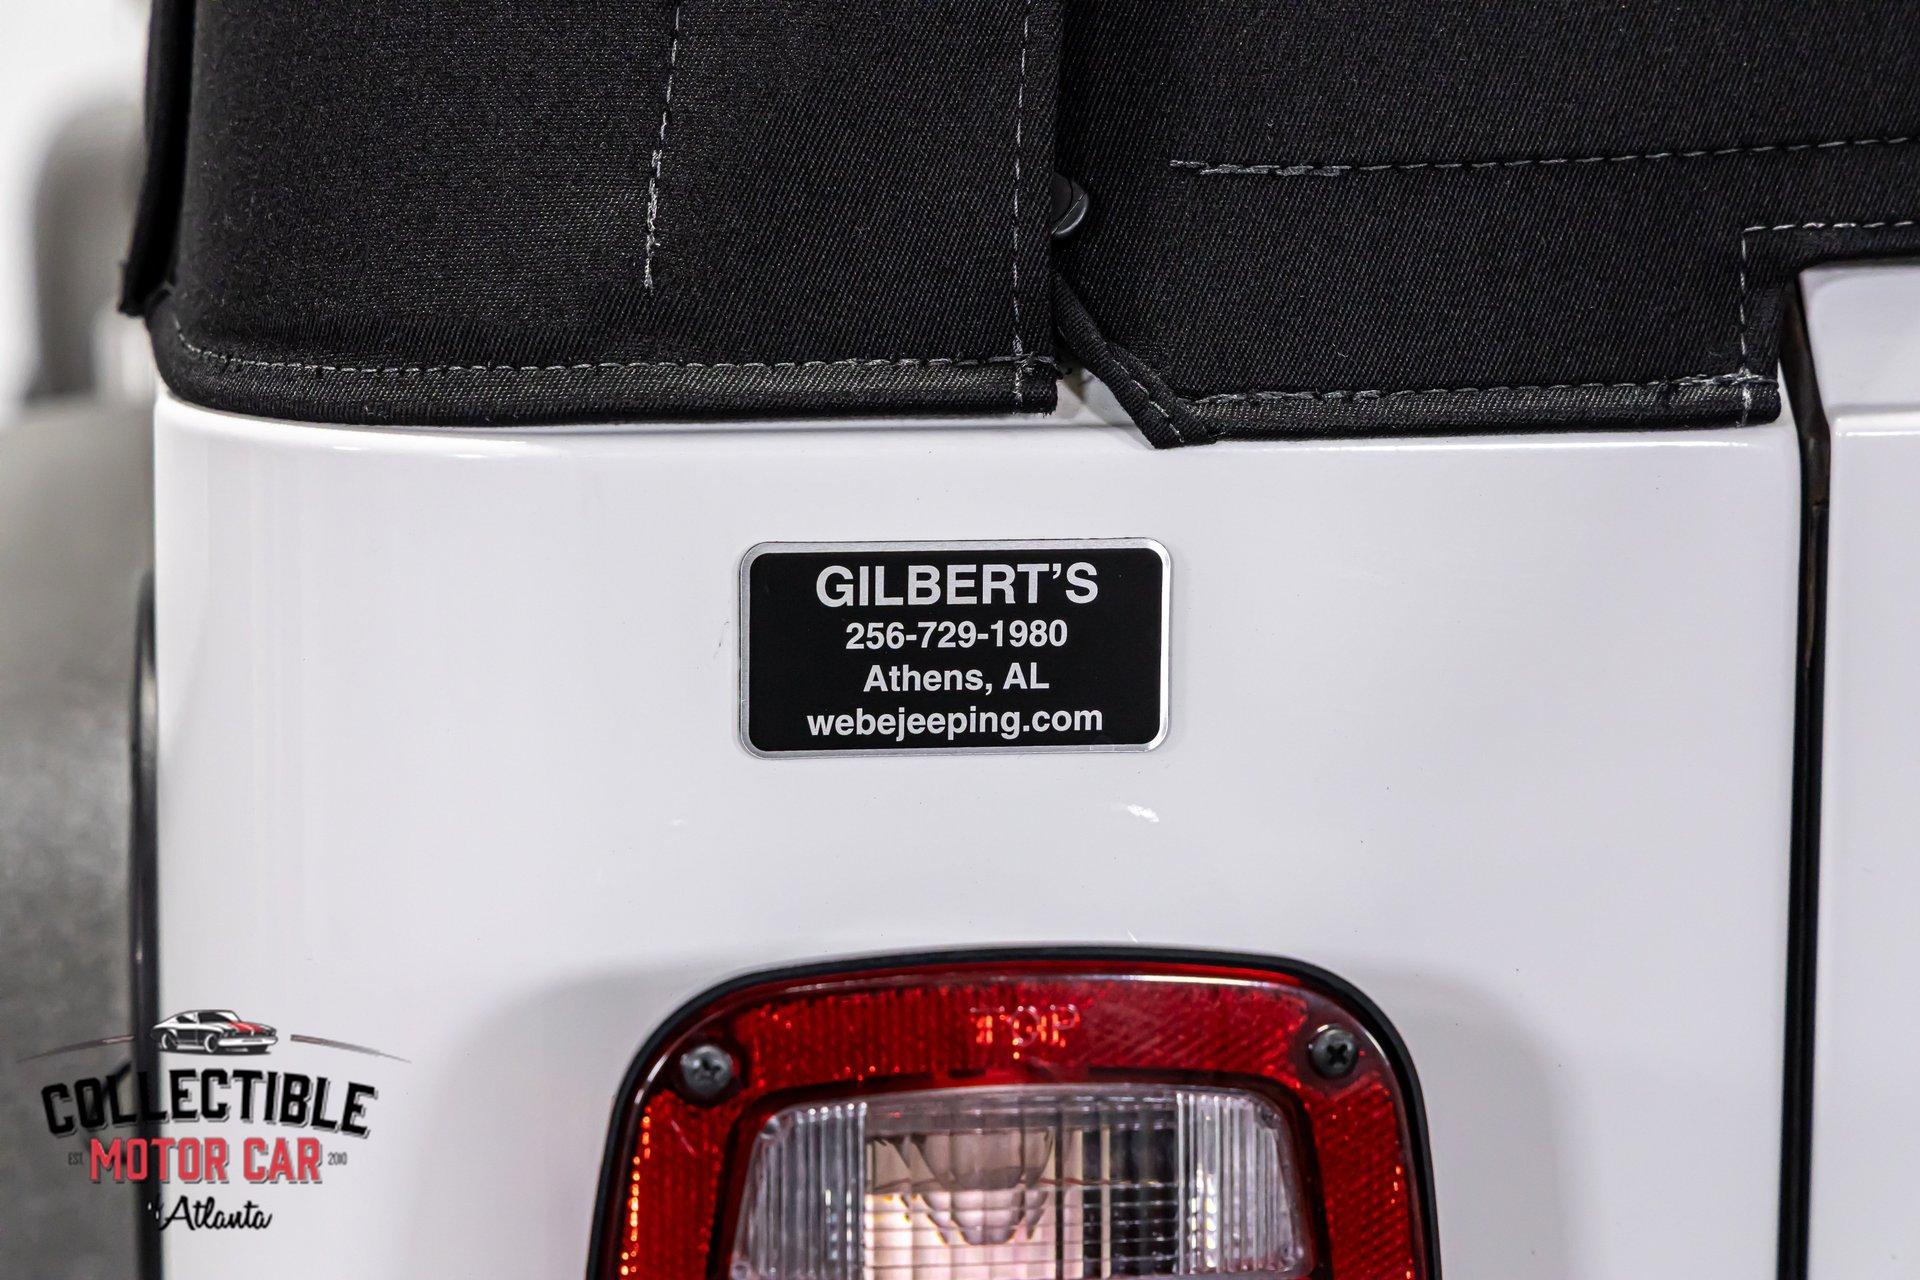 GILBERT'S
256-729-1980
Athens, AL
webejeeping.com
TOP
COLLECTIBLE
EST. MOTOR CAR 2010
of Atlanta